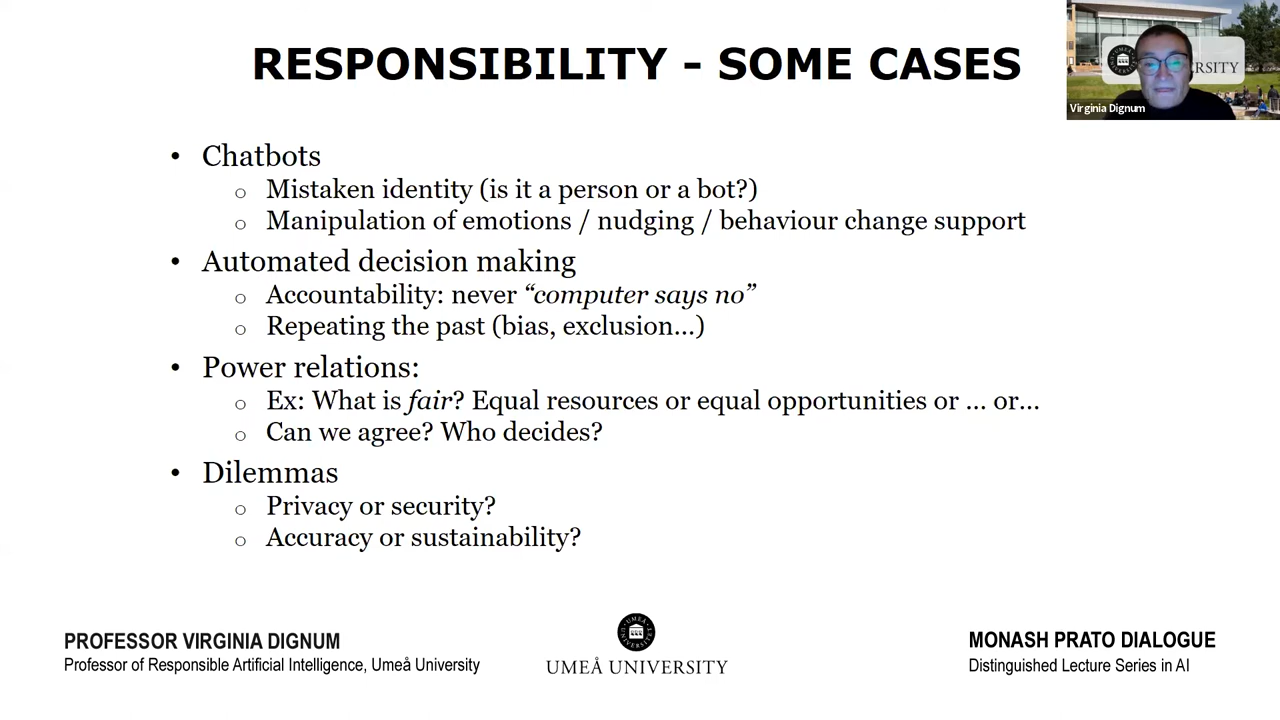 RESPONSIBILITY - SOME CASES
UMEÅ
RSITY
Virginia Dignum
• Chatbots
o Mistaken identity (is it a person or a bot?)
o Manipulation of emotions / nudging / behaviour change support
• Automated decision making
o Accountability: never “computer says no”
o Repeating the past (bias, exclusion...)
• Power relations:
o Ex: What is fair? Equal resources or equal opportunities or ... or...
o Can we agree? Who decides?
• Dilemmas
o Privacy or security?
o Accuracy or sustainability?
PROFESSOR VIRGINIA DIGNUM
Professor of Responsible Artificial Intelligence, Umeå University
UMEÅ UNIVERSITY
MONASH PRATO DIALOGUE
Distinguished Lecture Series in AI